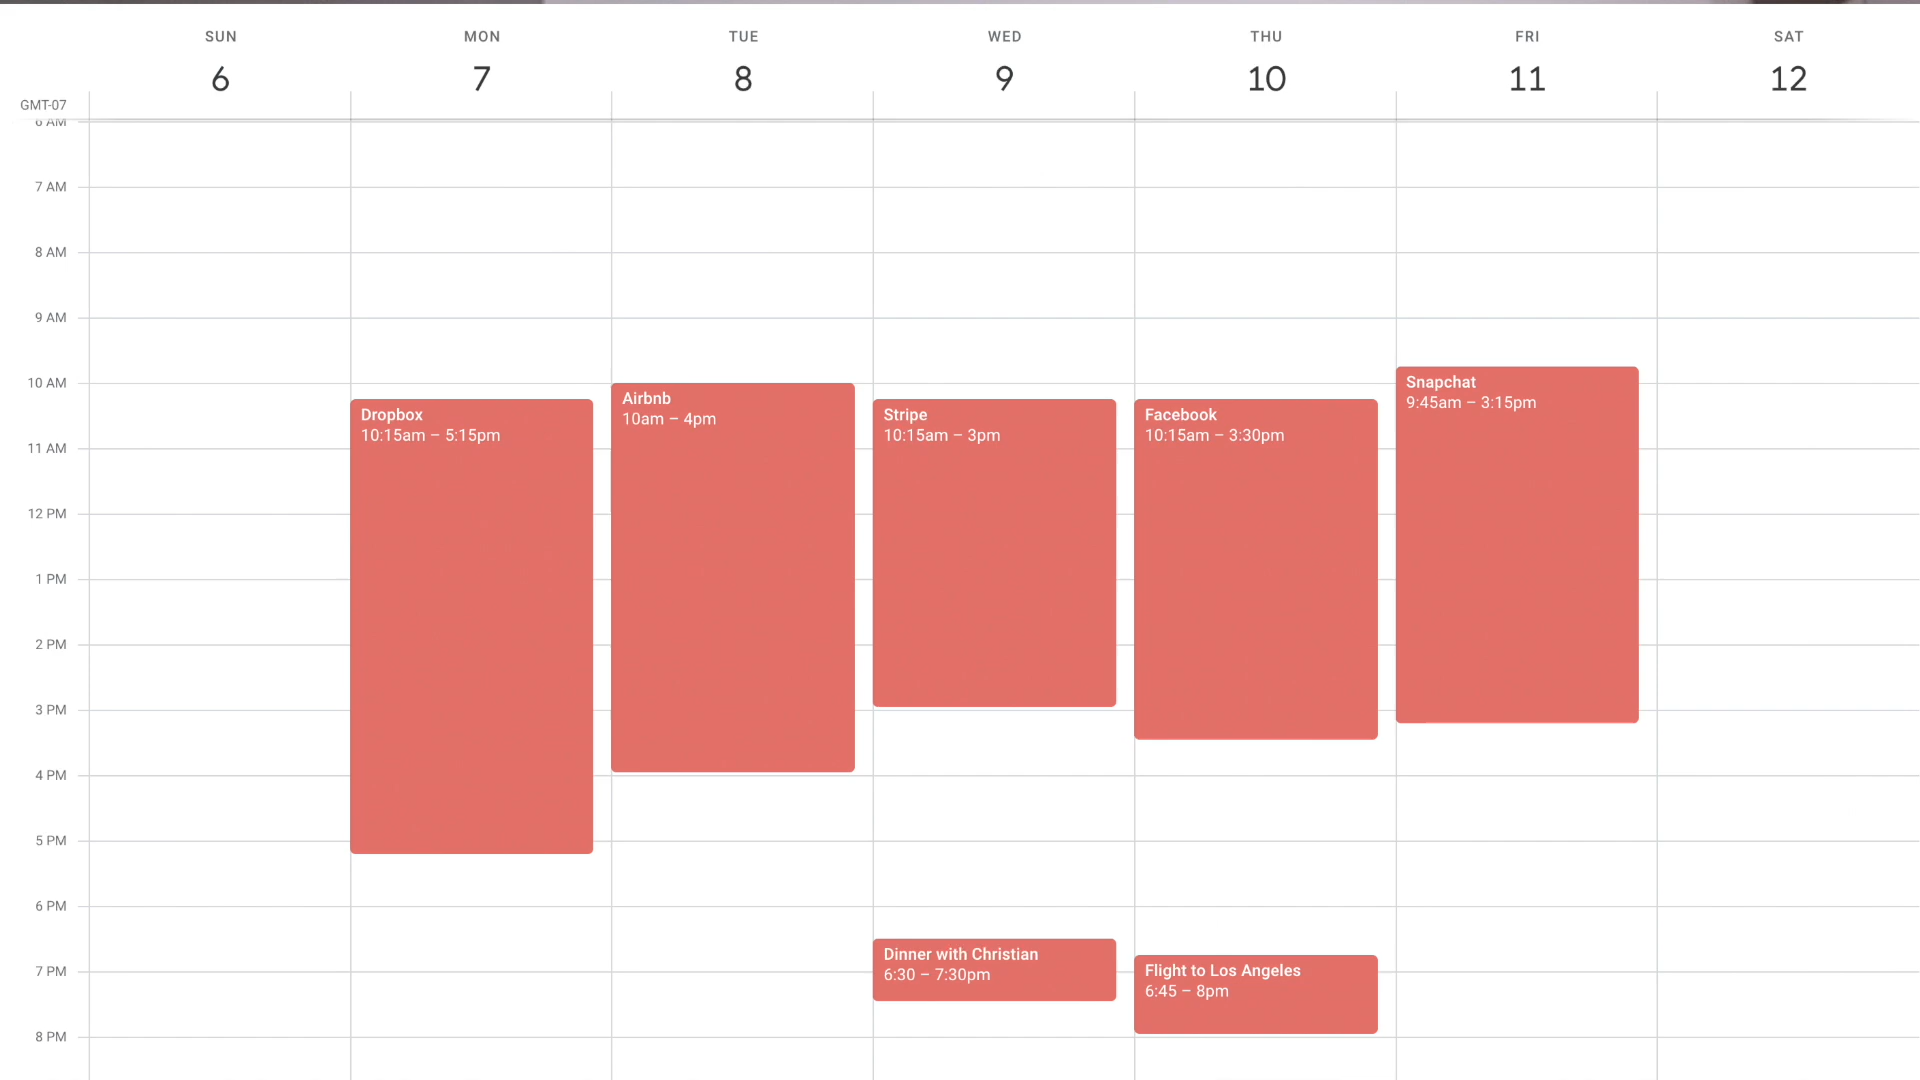 SUN
MON
TUE
WED
THU
FRI
SAT
6
7
8
9
10
11
12
GMT-07
6 AM
7 AM
8 AM
9 AM
10 AM
11 AM
12 PM
1 PM
2 PM
3 PM
4 PM
5 PM
6 PM
7 PM
8 PM
Dropbox
10:15am – 5:15pm
Airbnb
10am – 4pm
Stripe
10:15am – 3pm
Dinner with Christian
6:30 – 7:30pm
Facebook
10:15am – 3:30pm
Flight to Los Angeles
6:45 – 8pm
Snapchat
9:45am – 3:15pm